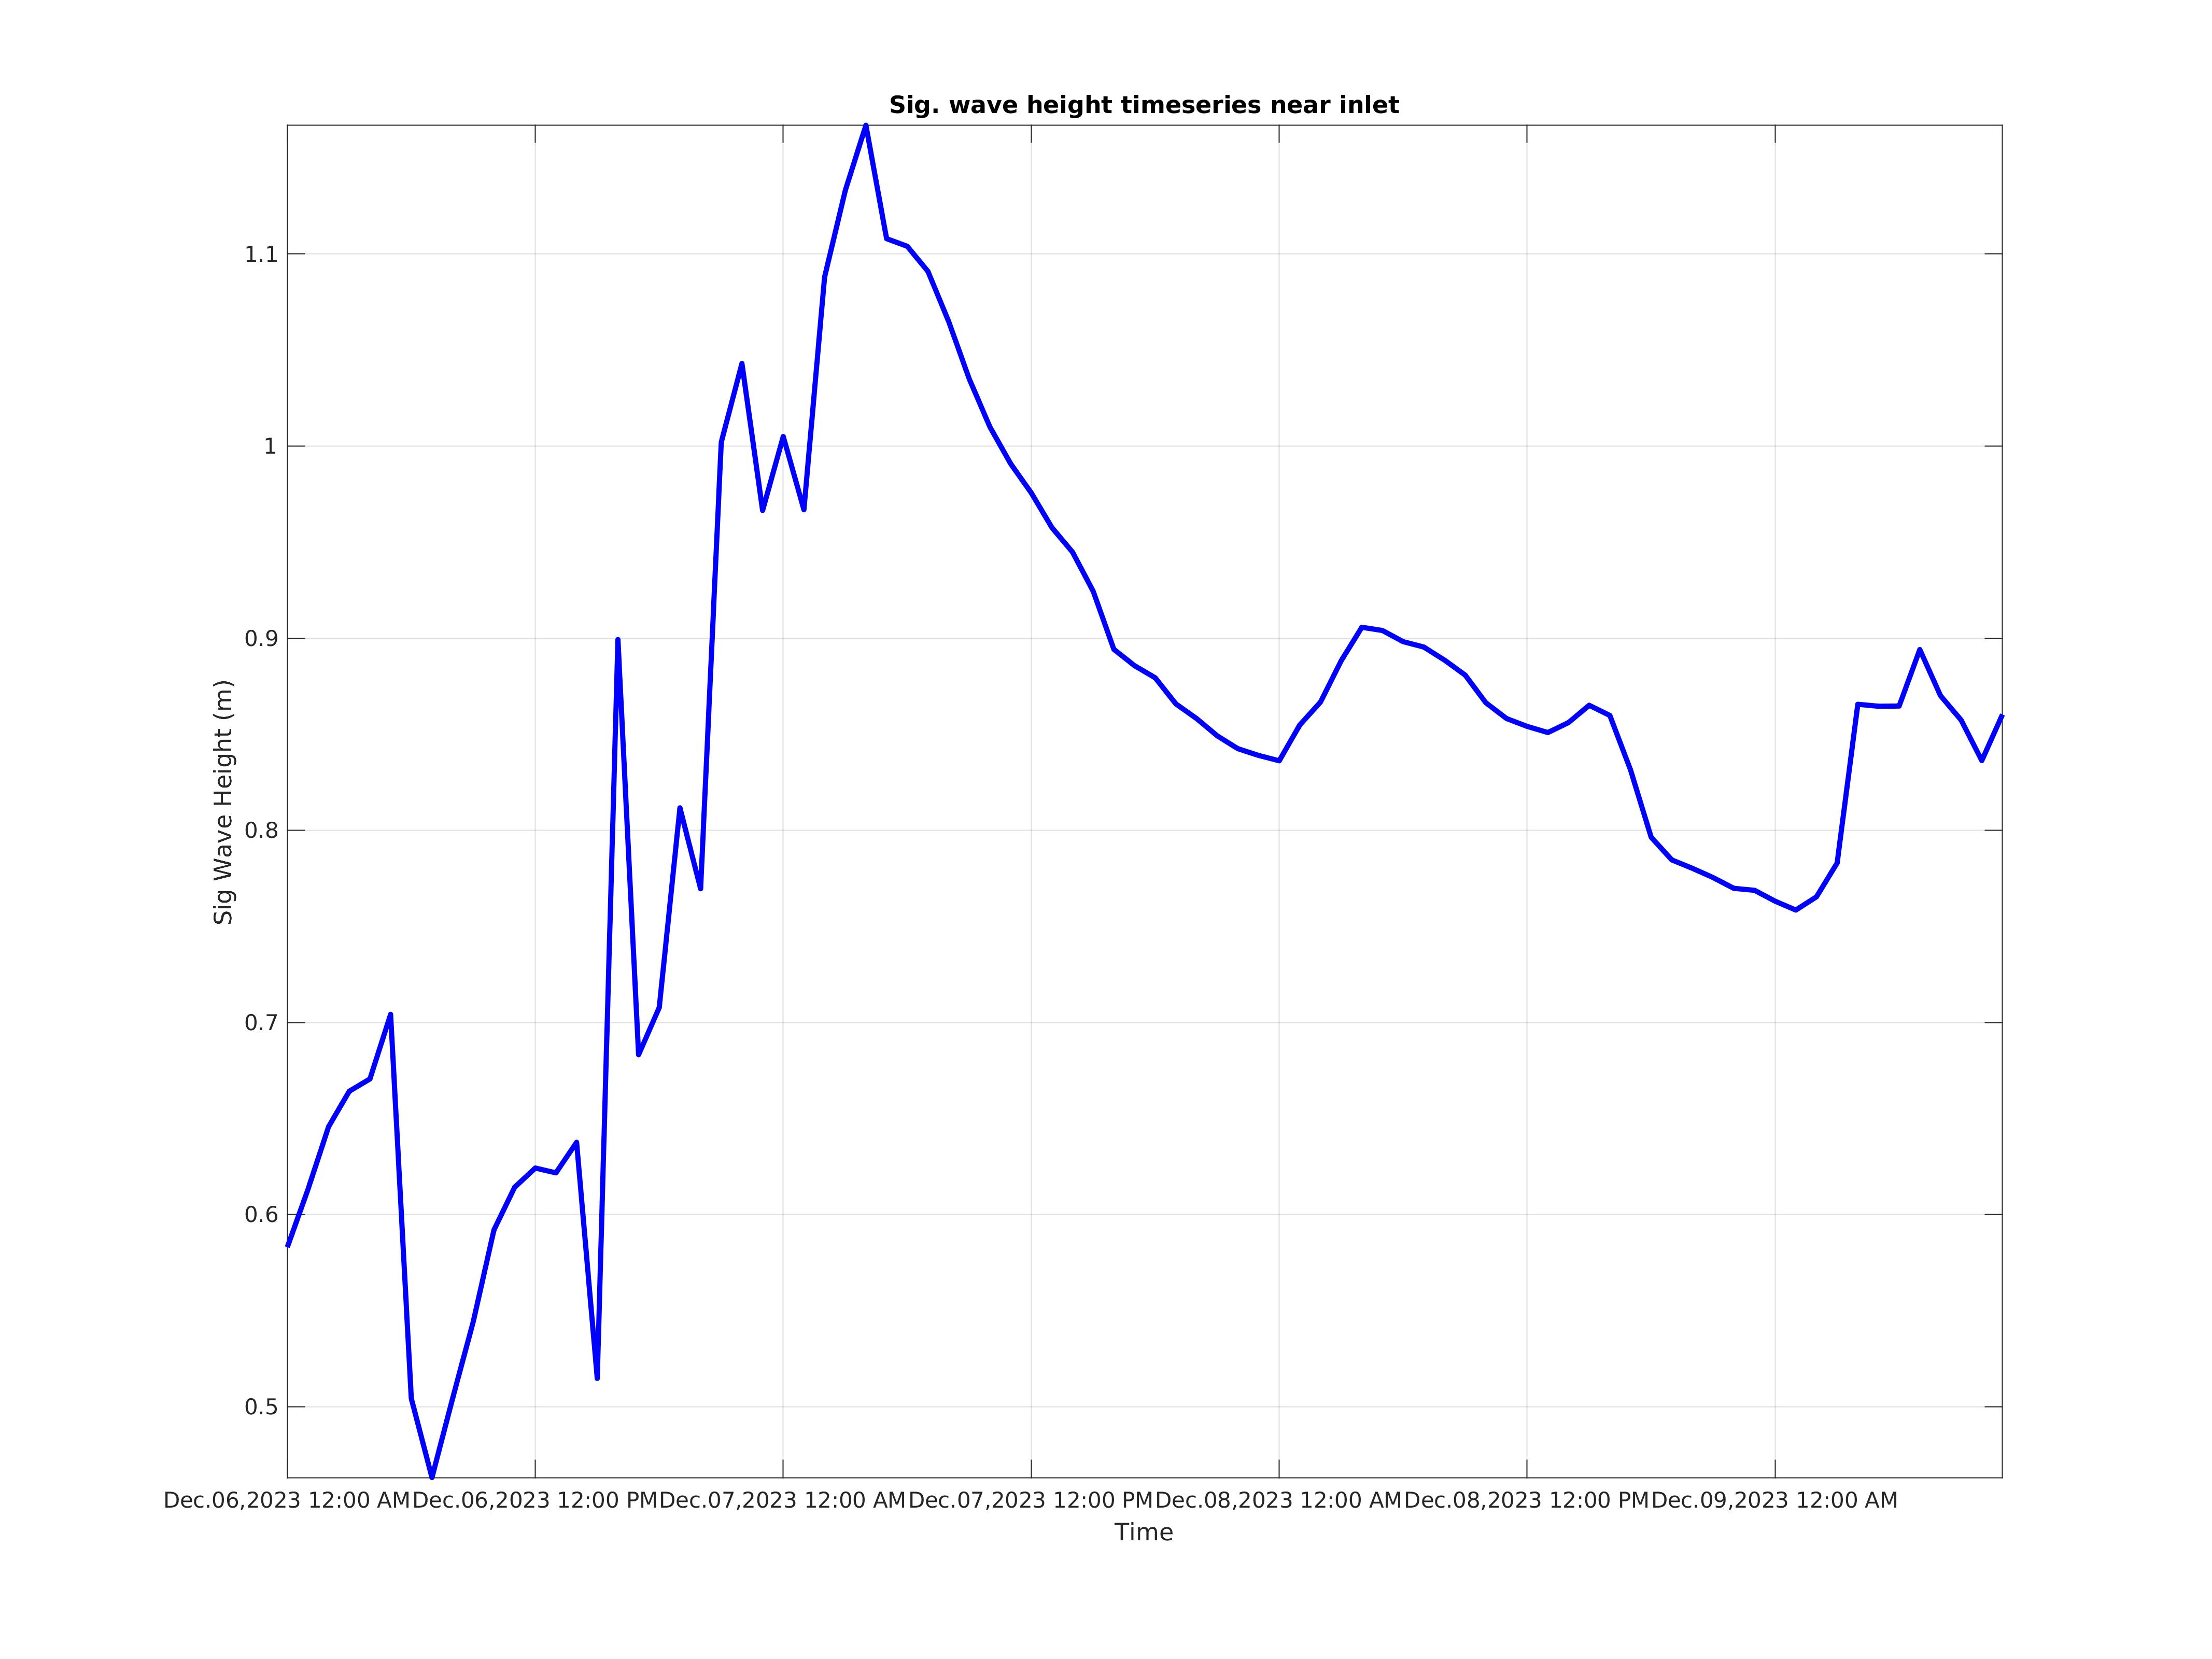 Sig. wave height timeseries near inlet
Sig Wave Height (m)
1.1
1
0.9
0.8
0.7
0.6
0.5
Dec.06,2023 12:00 AM Dec.06,2023 12:00 PM Dec.07,2023 12:00 AM Dec.07,2023 12:00 PM Dec.08,2023 12:00 AM Dec.08,2023 12:00 PM Dec.09,2023 12:00 AM
Time